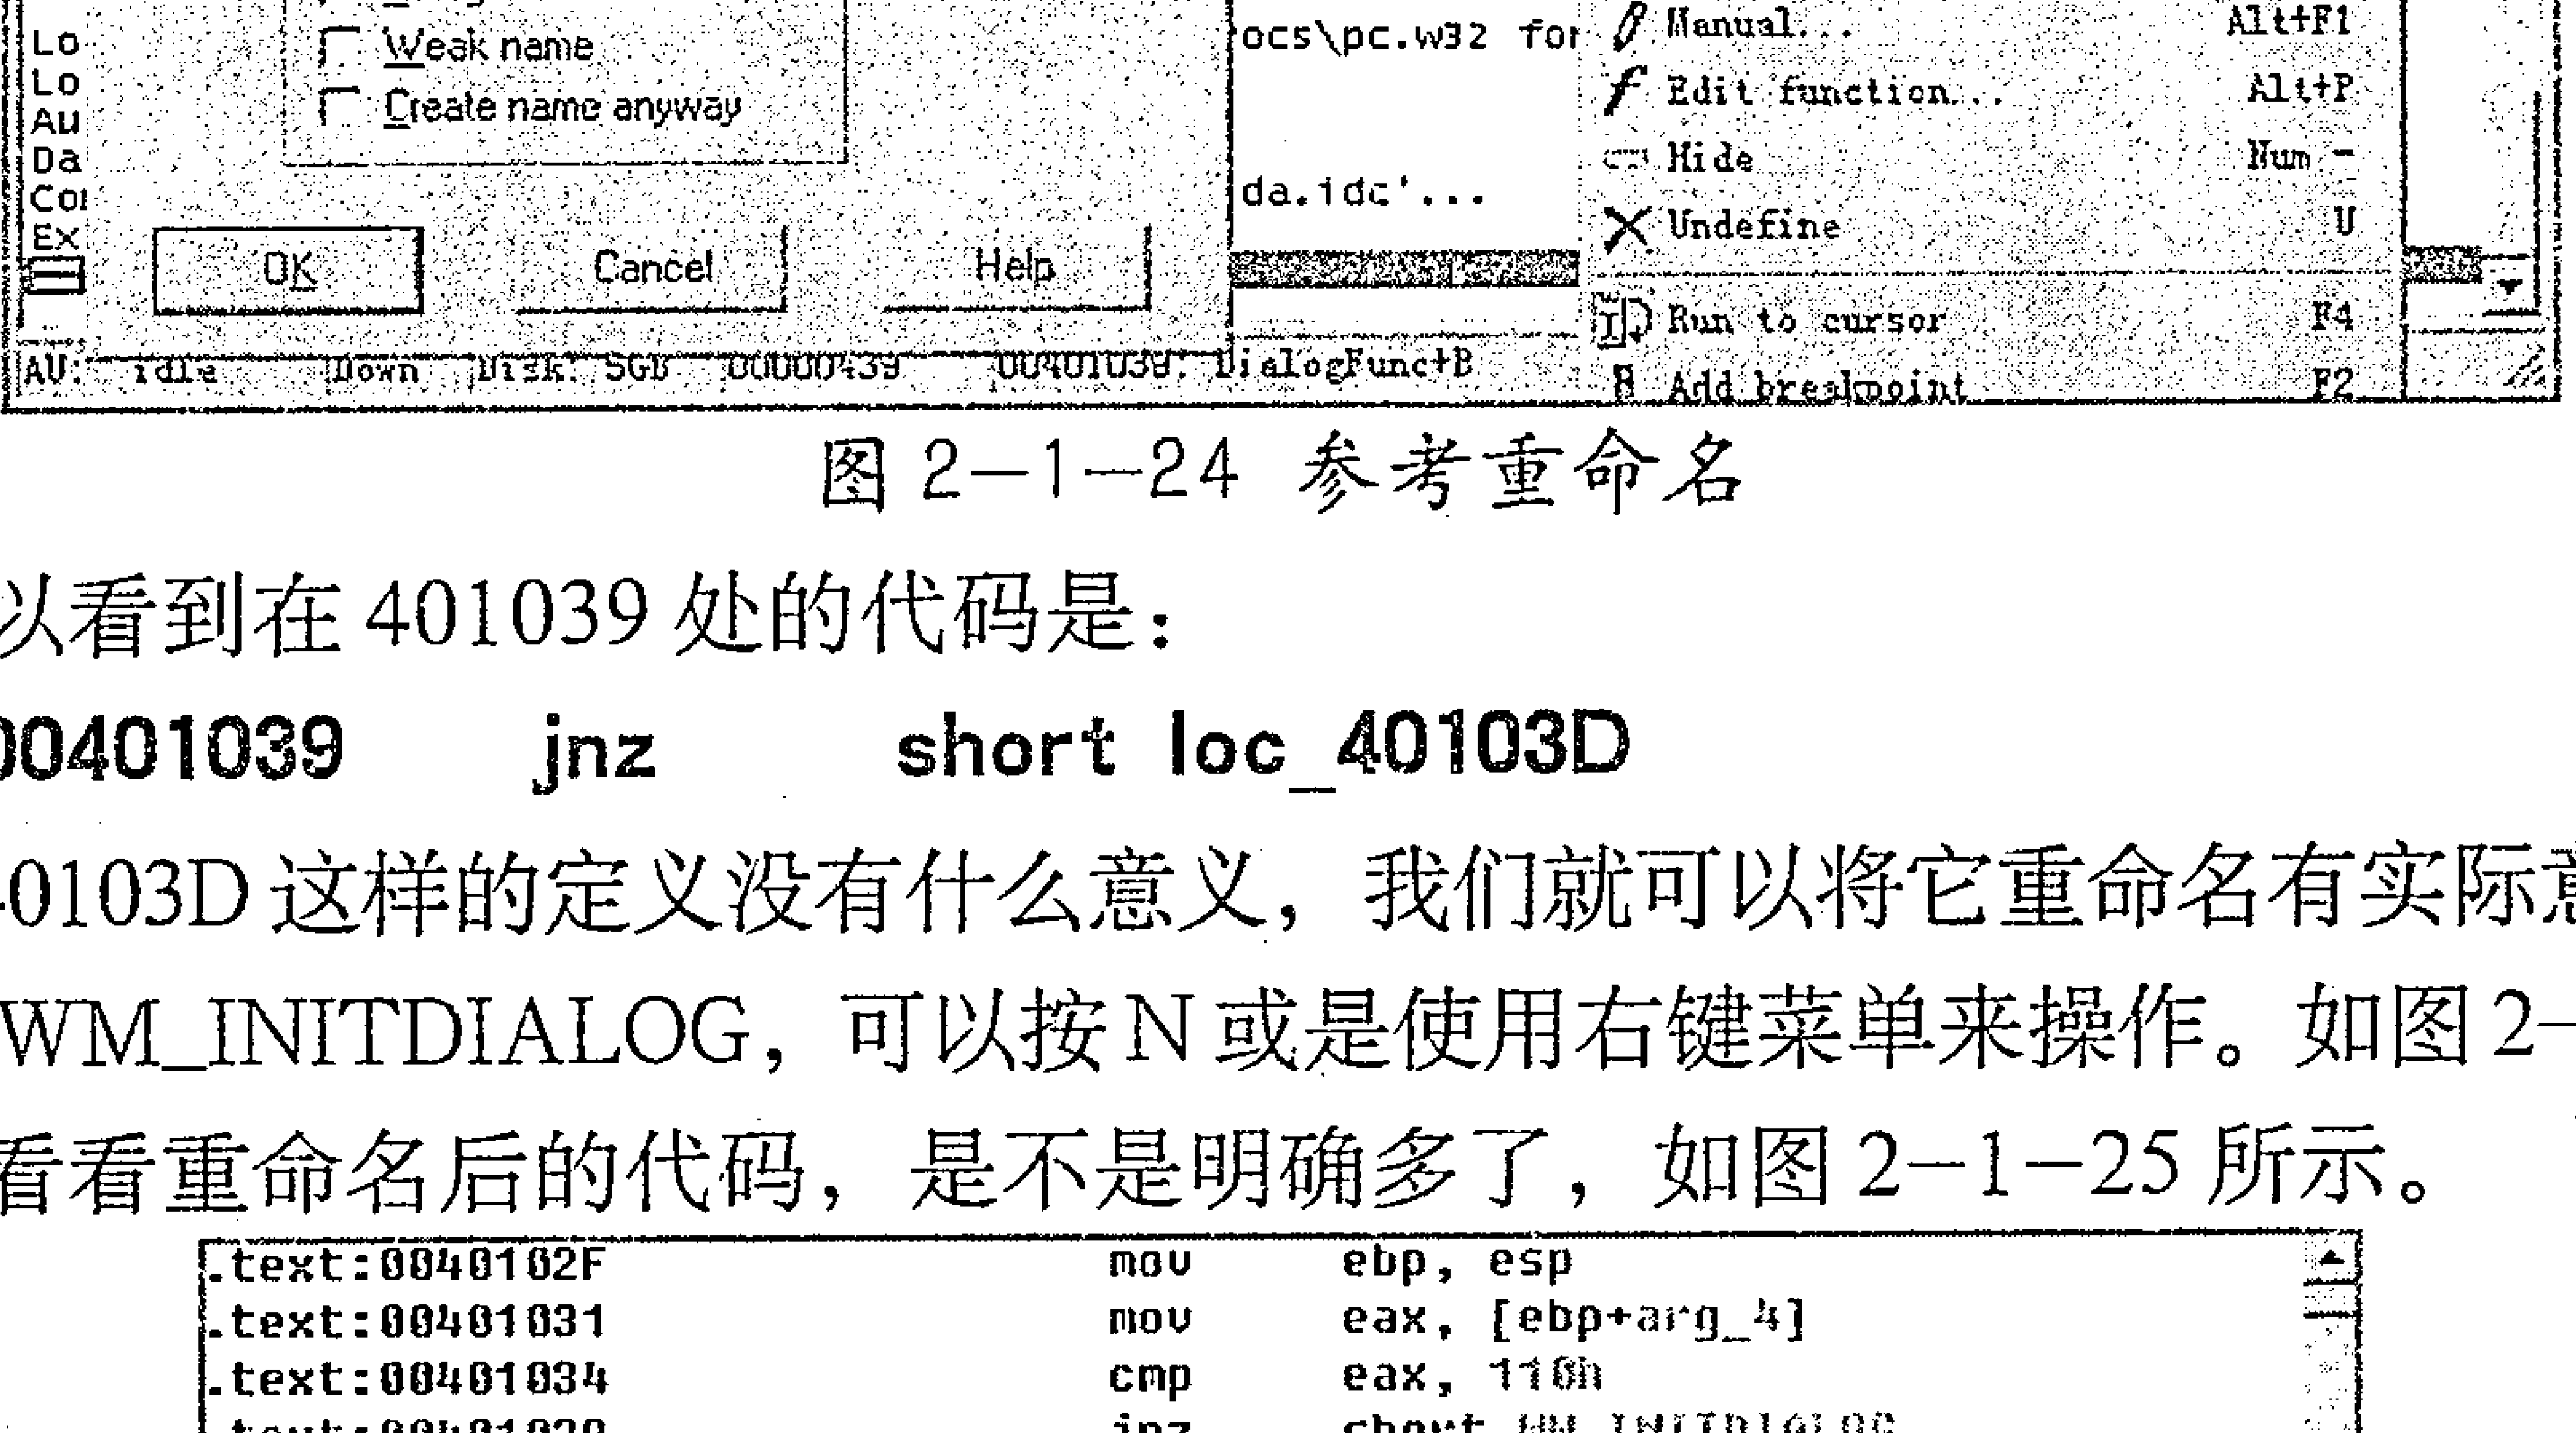 Lo
Weak name
ocs\pc.w32 for
Manual... Alt+F1
Lo
Create name anyway
Edit function... Alt+P
Au
Da
Hide Num -
Co
da.idc'...
Ex
Undefine U
OK Cancel Help
Run to cursor F4
AU: idle Down Disk: 5GB 00000439 00401039: DialogFunc+B
Add breakpoint F2
图 2-1-24 参考重命名
以看到在 401039 处的代码是：
00401039 jnz short loc_40103D
40103D 这样的定义没有什么意义，我们就可以将它重命名有实际意
WM_INITDIALOG，可以按 N 或是使用右键菜单来操作。如图 2-
看看重命名后的代码，是不是明确多了，如图 2-1-25 所示。
.text:0040102F mov ebp, esp
.text:00401031 mov eax, [ebp+arg_4]
.text:00401034 cmp eax, 110h
.text:00401039 jnz short WM_INITDIALOG